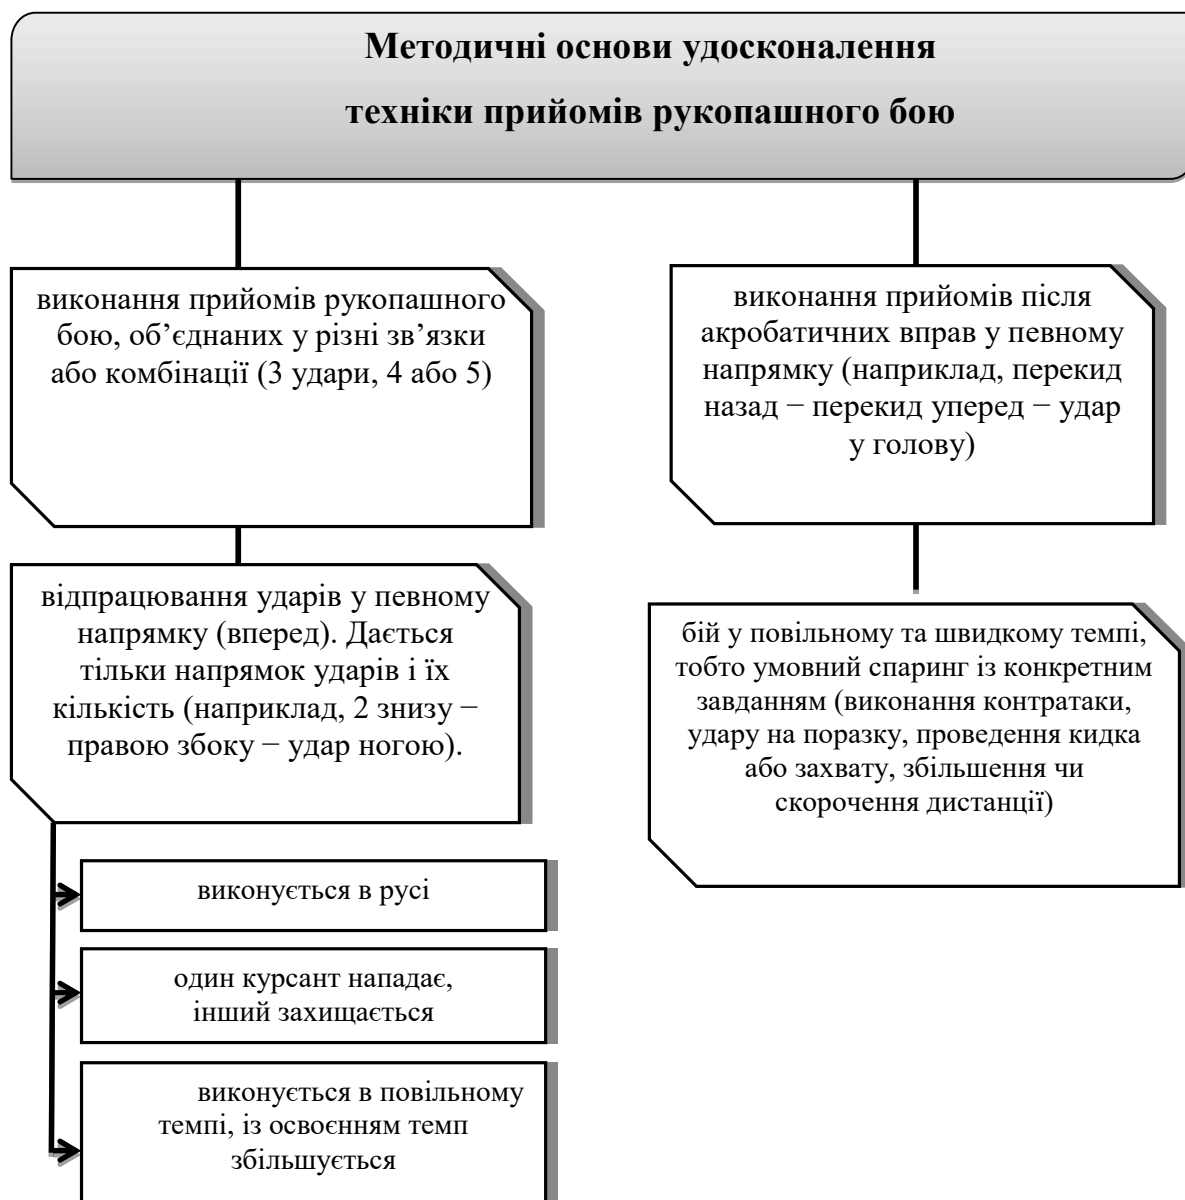 Методичні основи удосконалення
техніки прийомів рукопашного бою
виконання прийомів рукопашного
бою, об’єднаних у різні зв’язки
або комбінації (3 удари, 4 або 5)
відпрацювання ударів у певному
напрямку (вперед). Дається
тільки напрямок ударів і їх
кількість (наприклад, 2 знизу −
правою збоку − удар ногою).
виконується в русі
один курсант нападає,
інший захищається
виконується в повільному
темпі, із освоєнням темп
збільшується
виконання прийомів після
акробатичних вправ у певному
напрямку (наприклад, перекид
назад − перекид уперед − удар
у голову)
бій у повільному та швидкому темпі,
тобто умовний спаринг із конкретним
завданням (виконання контратаки,
удару на поразку, проведення кидка
або захвату, збільшення чи
скорочення дистанції)